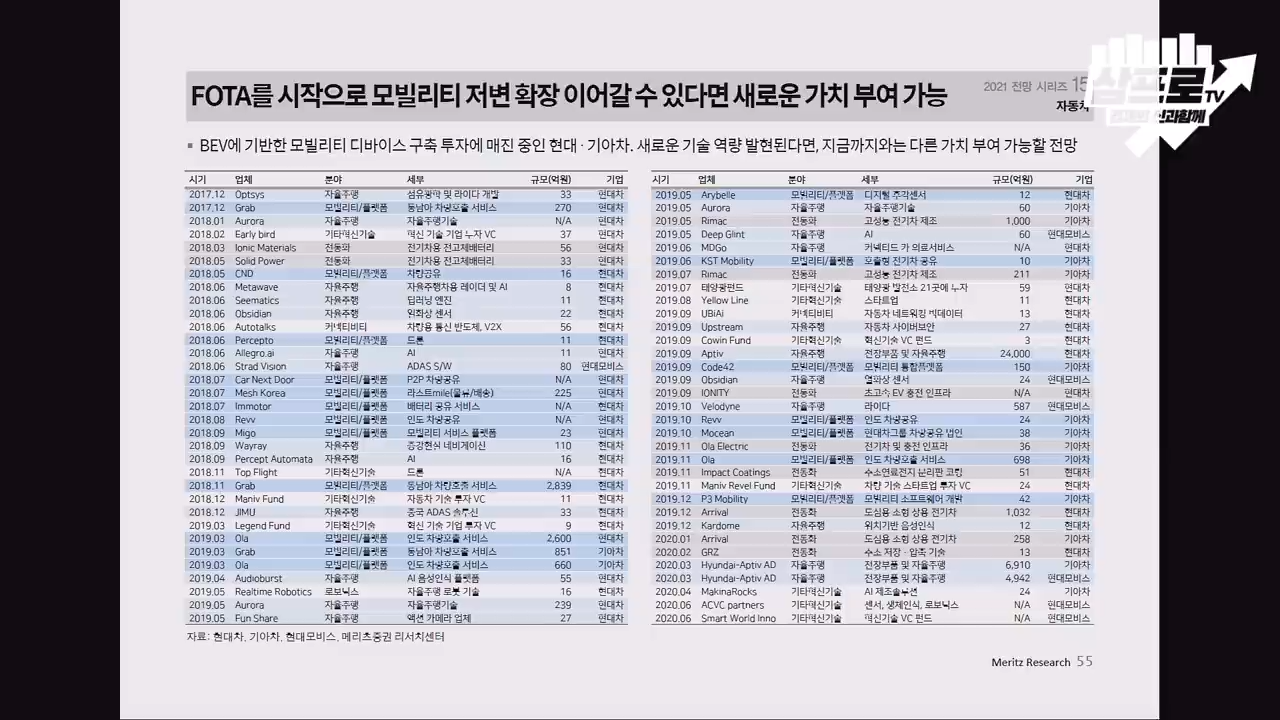 FOTA를 시작으로 모빌리티 저변 확장 이어갈 수 있다면 새로운 가치 부여 가능
2021 전망 시리즈 15
자동차
삼프로TV
▪ BEV에 기반한 모빌리티 디바이스 구축 투자에 매진 중인 현대 · 기아차. 새로운 기술 역량 발현된다면, 지금까지와는 다른 가치 부여 가능할 전망
시기 업체 분야 세부 규모(억원) 기업
2017.12 Optsys 자율주행 섬유광학 및 라이다 개발 33 현대차
2017.12 Grab 모빌리티/플랫폼 동남아 차량호출 서비스 270 현대차
2018.01 Aurora 자율주행 자율주행기술 N/A 현대차
2018.02 Early bird 기타혁신기술 혁신 기술 기업 투자 VC 37 현대차
2018.03 Ionic Materials 전동화 전기차용 전고체배터리 56 현대차
2018.05 Solid Power 전동화 전기차용 전고체배터리 33 현대차
2018.05 CND 모빌리티/플랫폼 차량공유 16 현대차
2018.06 Metawave 자율주행 자율주행차용 레이더 및 AI 8 현대차
2018.06 Seematics 자율주행 딥러닝 엔진 11 현대차
2018.06 Obsidian 자율주행 열화상 센서 22 현대차
2018.06 Autotalks 커넥티비티 차량용 통신 반도체, V2X 56 현대차
2018.06 Percepto 모빌리티/플랫폼 드론 11 현대차
2018.06 Allegro.ai 자율주행 AI 11 현대차
2018.06 Strad Vision 자율주행 ADAS S/W 80 현대모비스
2018.07 Car Next Door 모빌리티/플랫폼 P2P 차량공유 N/A 현대차
2018.07 Mesh Korea 모빌리티/플랫폼 라스트mile(물류/배송) 225 현대차
2018.07 Immotor 모빌리티/플랫폼 배터리 공유 서비스 N/A 현대차
2018.08 Revv 모빌리티/플랫폼 인도 차량공유 N/A 현대차
2018.09 Migo 모빌리티/플랫폼 모빌리티 서비스 플랫폼 23 현대차
2018.09 Wayray 자율주행 증강현실 네비게이션 110 현대차
2018.09 Percept Automata 자율주행 AI 16 현대차
2018.11 Top Flight 기타혁신기술 드론 N/A 현대차
2018.11 Grab 모빌리티/플랫폼 동남아 차량호출 서비스 2,839 현대차
2018.12 Maniv Fund 기타혁신기술 자동차 기술 투자 VC 11 현대차
2018.12 JIMU 자율주행 중국 ADAS 솔루션 33 현대차
2019.03 Legend Fund 기타혁신기술 혁신 기술 기업 투자 VC 9 현대차
2019.03 Ola 모빌리티/플랫폼 인도 차량호출 서비스 2,600 현대차
2019.03 Grab 모빌리티/플랫폼 동남아 차량호출 서비스 851 기아차
2019.03 Ola 모빌리티/플랫폼 인도 차량호출 서비스 660 기아차
2019.04 Audioburst 자율주행 AI 음성인식 플랫폼 55 현대차
2019.05 Realtime Robotics 로보틱스 자율주행 로봇 기술 16 현대차
2019.05 Aurora 자율주행 자율주행기술 239 현대차
2019.05 Fun Share 자율주행 액션 카메라 업체 27 현대차
시기 업체 분야 세부 규모(억원) 기업
2019.05 Arybelle 모빌리티/플랫폼 디지털 후각센서 12 현대차
2019.05 Aurora 자율주행 자율주행기술 60 기아차
2019.05 Rimac 전동화 고성능 전기차 제조 1,000 현대차
2019.05 Deep Glint 자율주행 AI 60 현대모비스
2019.06 MDGo 자율주행 커넥티드 카 의료서비스 N/A 현대차
2019.06 KST Mobility 모빌리티/플랫폼 호출형 전기차 공유 10 기아차
2019.07 Rimac 전동화 고성능 전기차 제조 211 기아차
2019.07 태양광펀드 기타혁신기술 태양광 발전소 21곳에 투자 59 현대차
2019.08 Yellow Line 기타혁신기술 스타트업 11 현대차
2019.09 UBiAi 커넥티비티 자동차 네트워킹 빅데이터 13 현대차
2019.09 Upstream 자율주행 자동차 사이버보안 27 현대차
2019.09 Cowin Fund 기타혁신기술 혁신기술 VC 펀드 3 현대차
2019.09 Aptiv 자율주행 전장부품 및 자율주행 24,000 현대차
2019.09 Code42 모빌리티/플랫폼 모빌리티 통합플랫폼 150 기아차
2019.09 Obsidian 자율주행 열화상 센서 24 현대모비스
2019.09 IONITY 전동화 초고속 EV 충전 인프라 N/A 현대차
2019.10 Velodyne 자율주행 라이다 587 현대모비스
2019.10 Revv 모빌리티/플랫폼 인도 차량공유 24 기아차
2019.10 Mocean 모빌리티/플랫폼 현대차그룹 차량공유 법인 38 기아차
2019.11 Ola Electric 전동화 전기차 및 충전 인프라 36 기아차
2019.11 Ola 모빌리티/플랫폼 인도 차량호출 서비스 698 기아차
2019.11 Impact Coatings 전동화 수소연료전지 분리판 코팅 51 현대차
2019.11 Maniv Revel Fund 기타혁신기술 차량 기술 스타트업 투자 VC 24 현대차
2019.12 P3 Mobility 모빌리티/플랫폼 모빌리티 소프트웨어 개발 42 기아차
2019.12 Arrival 전동화 도심용 소형 상용 전기차 1,032 현대차
2019.12 Kardome 자율주행 위치기반 음성인식 12 현대차
2020.01 Arrival 전동화 도심용 소형 상용 전기차 258 기아차
2020.02 GRZ 전동화 수소 저장 · 압축 기술 13 현대차
2020.03 Hyundai-Aptiv AD 자율주행 전장부품 및 자율주행 6,910 기아차
2020.03 Hyundai-Aptiv AD 자율주행 전장부품 및 자율주행 4,942 현대모비스
2020.04 MakinaRocks 기타혁신기술 AI 제조솔루션 24 기아차
2020.06 ACVC partners 기타혁신기술 센서, 생체인식, 로보틱스 N/A 현대모비스
2020.06 Smart World Inno 기타혁신기술 혁신기술 VC 펀드 N/A 현대모비스
자료: 현대차, 기아차, 현대모비스, 메리츠증권 리서치센터
Meritz Research 55